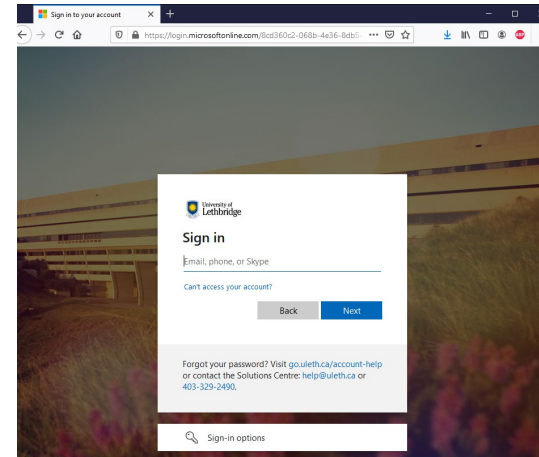 Sign in to your account
https://login.microsoftonline.com/8cd360c2-068b-4e36-8db5-
ABP
University of
Lethbridge
Sign in
Email, phone, or Skype
Can't access your account?
Back Next
Forgot your password? Visit go.uleth.ca/account-help
or contact the Solutions Centre: help@uleth.ca or
403-329-2490.
Sign-in options